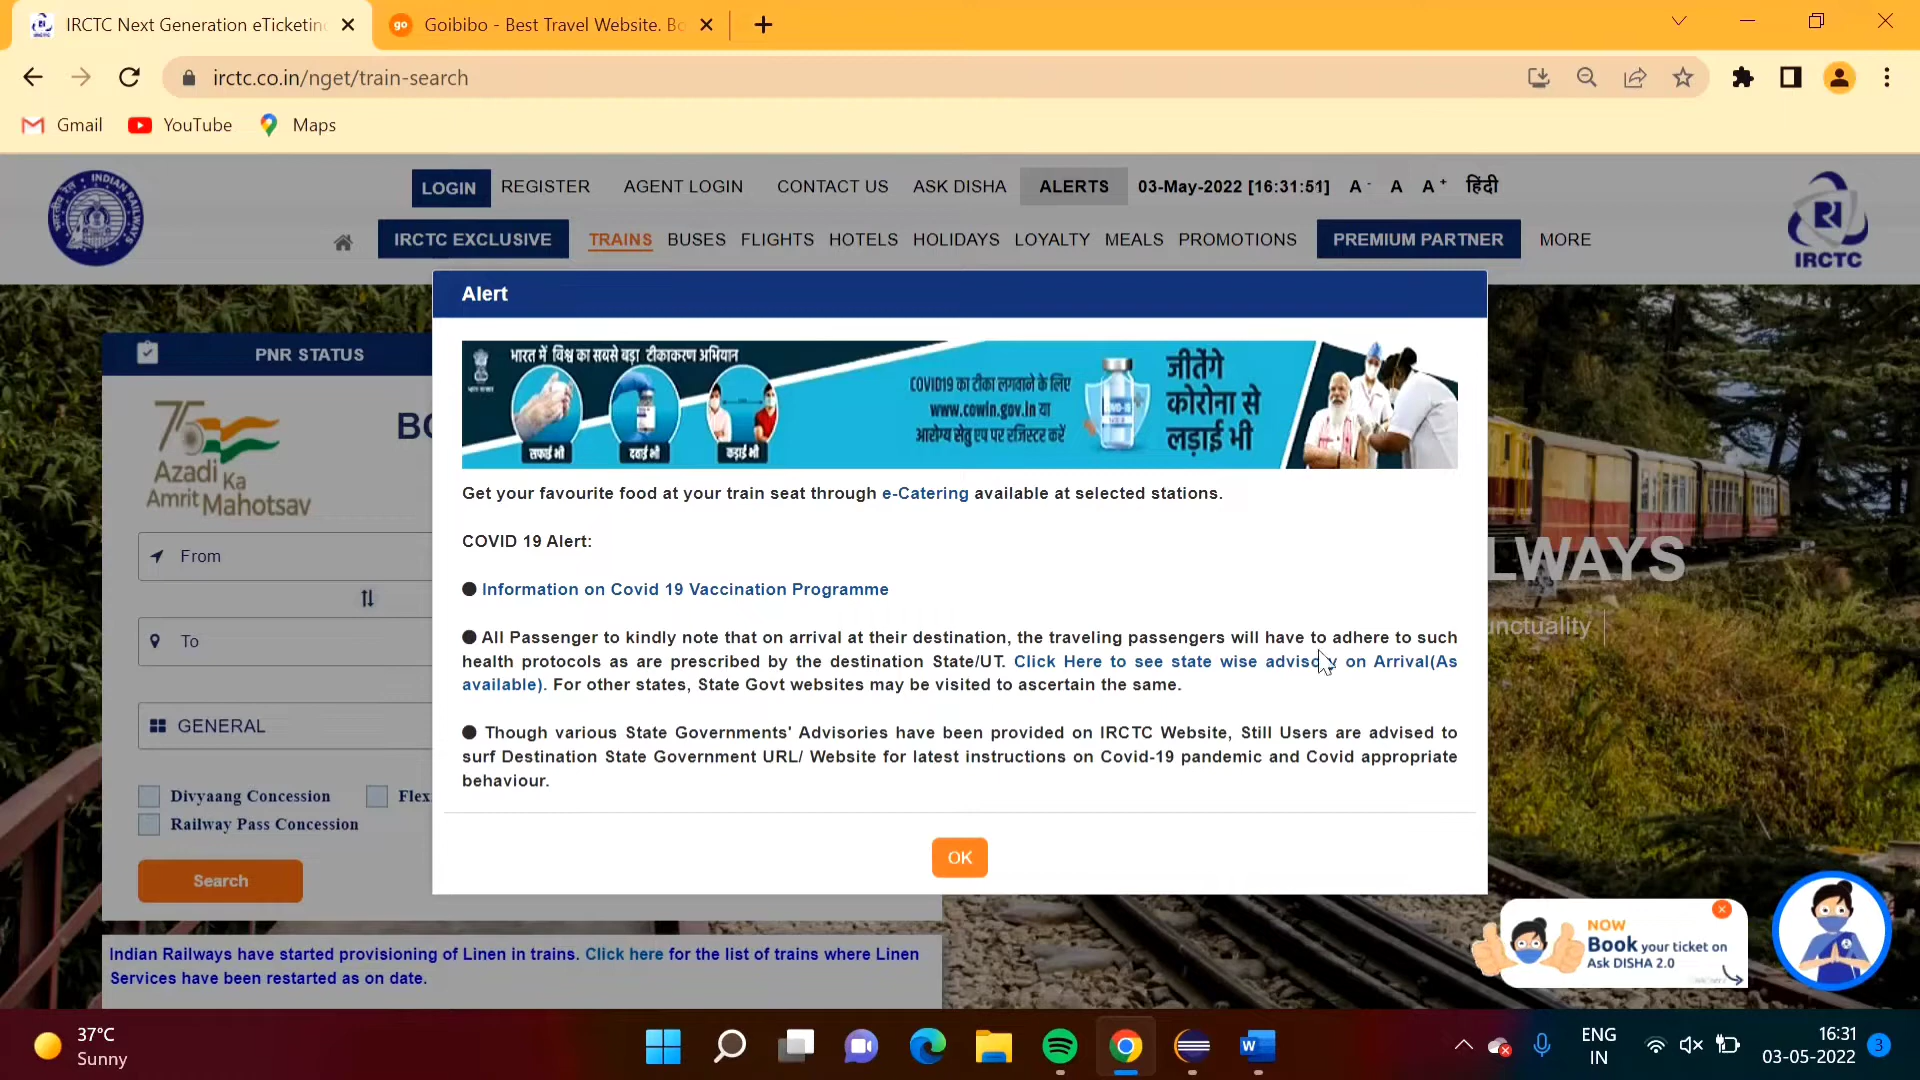 IRCTC Next Generation eTicketing
go Goibibo - Best Travel Website. Bo
irctc.co.in/nget/train-search
Gmail YouTube Maps
LOGIN REGISTER AGENT LOGIN CONTACT US ASK DISHA ALERTS 03-May-2022 [16:31:51] A- A A+ हिंदी
IRCTC EXCLUSIVE TRAINS BUSES FLIGHTS HOTELS HOLIDAYS LOYALTY MEALS PROMOTIONS PREMIUM PARTNER MORE
INDIAN RAILWAYS
IRCTC
Alert
भारत में विश्व का सबसे बड़ा टीकाकरण अभियान
सफाई भी दवाई भी कड़ाई भी
COVID19 का टीका लगवाने के लिए
www.cowin.gov.in या
आरोग्य सेतु एप पर रजिस्टर करें
जीतेंगे
कोरोना से
लड़ाई भी
Get your favourite food at your train seat through e-Catering available at selected stations.
COVID 19 Alert:
Information on Covid 19 Vaccination Programme
All Passenger to kindly note that on arrival at their destination, the traveling passengers will have to adhere to such
health protocols as are prescribed by the destination State/UT. Click Here to see state wise advisory on Arrival(As
available). For other states, State Govt websites may be visited to ascertain the same.
Though various State Governments' Advisories have been provided on IRCTC Website, Still Users are advised to
surf Destination State Government URL/ Website for latest instructions on Covid-19 pandemic and Covid appropriate
behaviour.
OK
PNR STATUS
75
Azadi Ka
Amrit Mahotsav
BO
From
To
GENERAL
Divyaang Concession Flex
Railway Pass Concession
Search
LWAYS
unctuality
Indian Railways have started provisioning of Linen in trains. Click here for the list of trains where Linen
Services have been restarted as on date.
NOW
Book your ticket on
Ask DISHA 2.0
37°C
Sunny
W
ENG
IN
16:31
03-05-2022
3